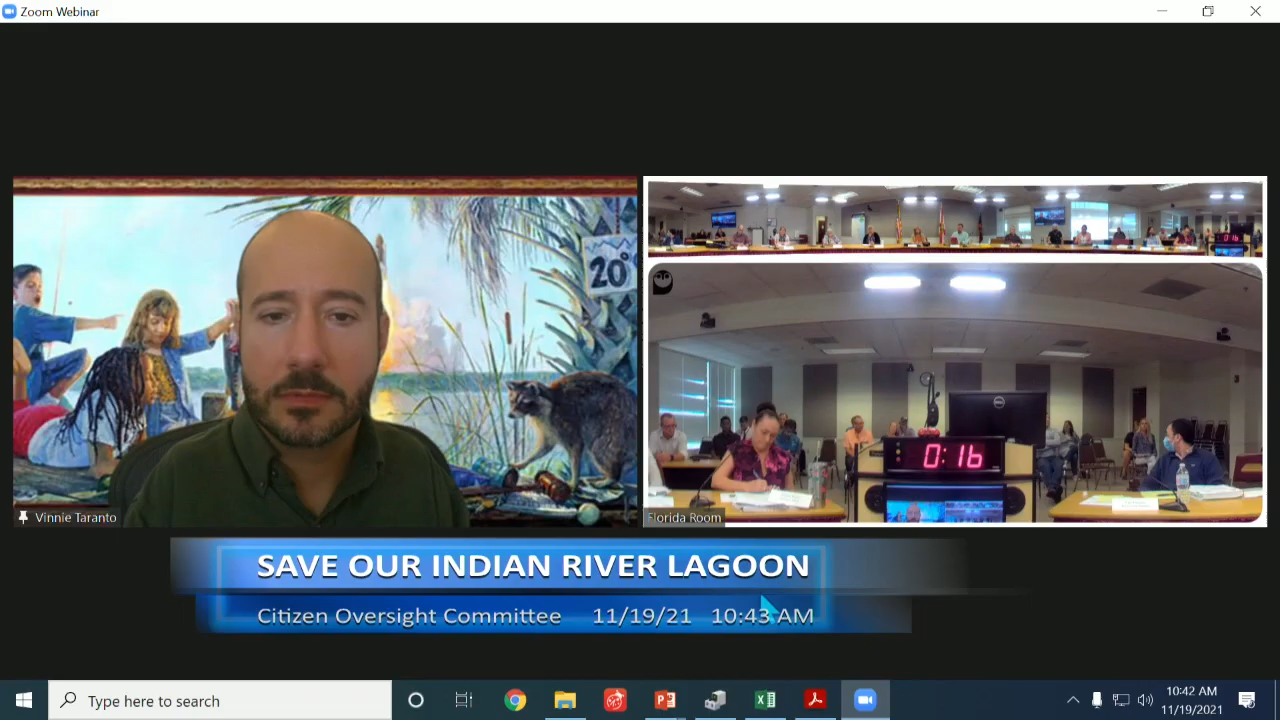 Zoom Webinar
20°
DELL
0:16
Vinnie Taranto
Florida Room
SAVE OUR INDIAN RIVER LAGOON
Citizen Oversight Committee 11/19/21 10:43 AM
Type here to search
10:42 AM
11/19/2021